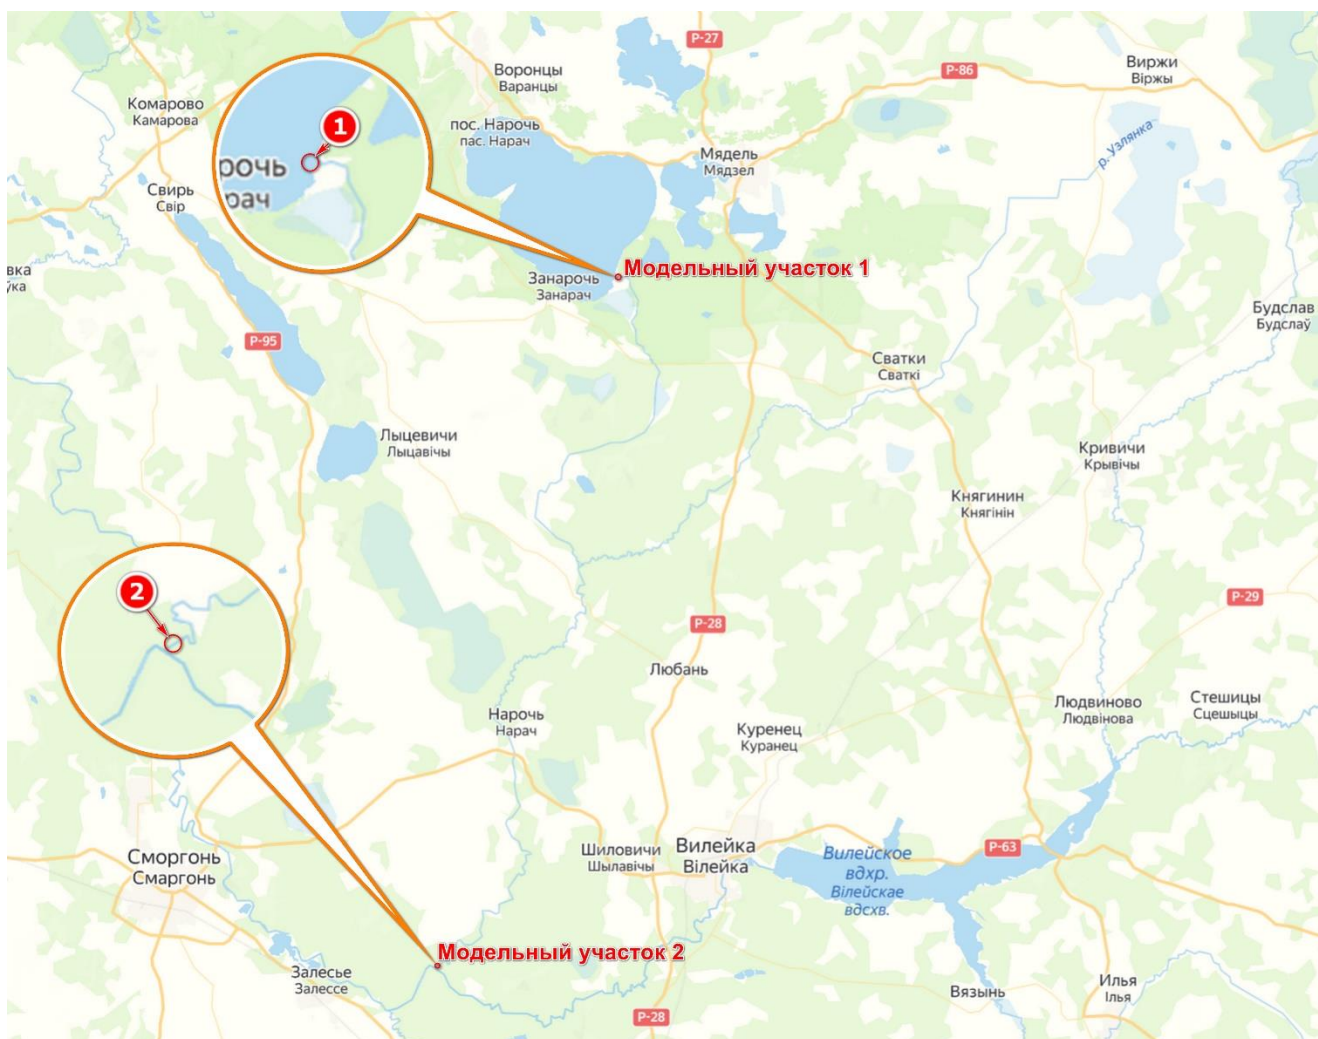 Р-27
Виржи
Віржы
Воронцы
Варанцы
Р-86
Комарово
Камарова
1
пос. Нарочь
пас. Нарач
р. Узлянка
Мядель
Мядзел
рочь
рач
Свирь
Свір
вка
ўка
Модельный участок 1
Занарочь
Занарач
Будслав
Будслаў
Р-95
Сватки
Сваткі
Лыцевичи
Лыцавічы
Кривичи
Крывічы
Княгинин
Княгінін
2
Р-29
Р-28
Любань
Людвиново
Людвінова
Стешицы
Сцешыцы
Нарочь
Нарач
Куренец
Куранец
Сморгонь
Смаргонь
Шиловичи
Шылавічы
Вилейка
Вілейка
Вилейское
вдхр.
Вілейскае
вдсхв.
Р-63
Модельный участок 2
Залесье
Залессе
Вязынь
Илья
Ілья
Р-28